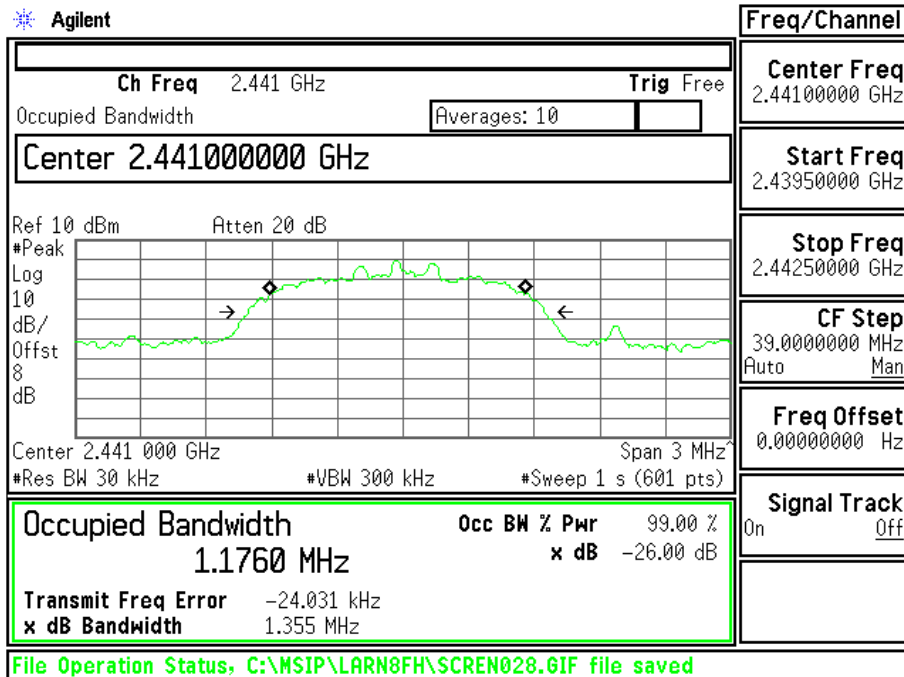 Agilent
Freq/Channel
Ch Freq 2.441 GHz Trig Free
Occupied Bandwidth Averages: 10
Center 2.441000000 GHz
Ref 10 dBm Atten 20 dB
#Peak
Log
10
dB/
Offst
8
dB
Center 2.441 000 GHz Span 3 MHz^
#Res BW 30 kHz #VBW 300 kHz #Sweep 1 s (601 pts)
Occupied Bandwidth Occ BW % Pwr 99.00 %
1.1760 MHz x dB -26.00 dB
Transmit Freq Error -24.031 kHz
x dB Bandwidth 1.355 MHz
Center Freq
2.44100000 GHz
Start Freq
2.43950000 GHz
Stop Freq
2.44250000 GHz
CF Step
39.0000000 MHz
Auto Man
Freq Offset
0.00000000 Hz
Signal Track
On Off
File Operation Status, C:\MSIP\LARN8FH\SCREN028.GIF file saved